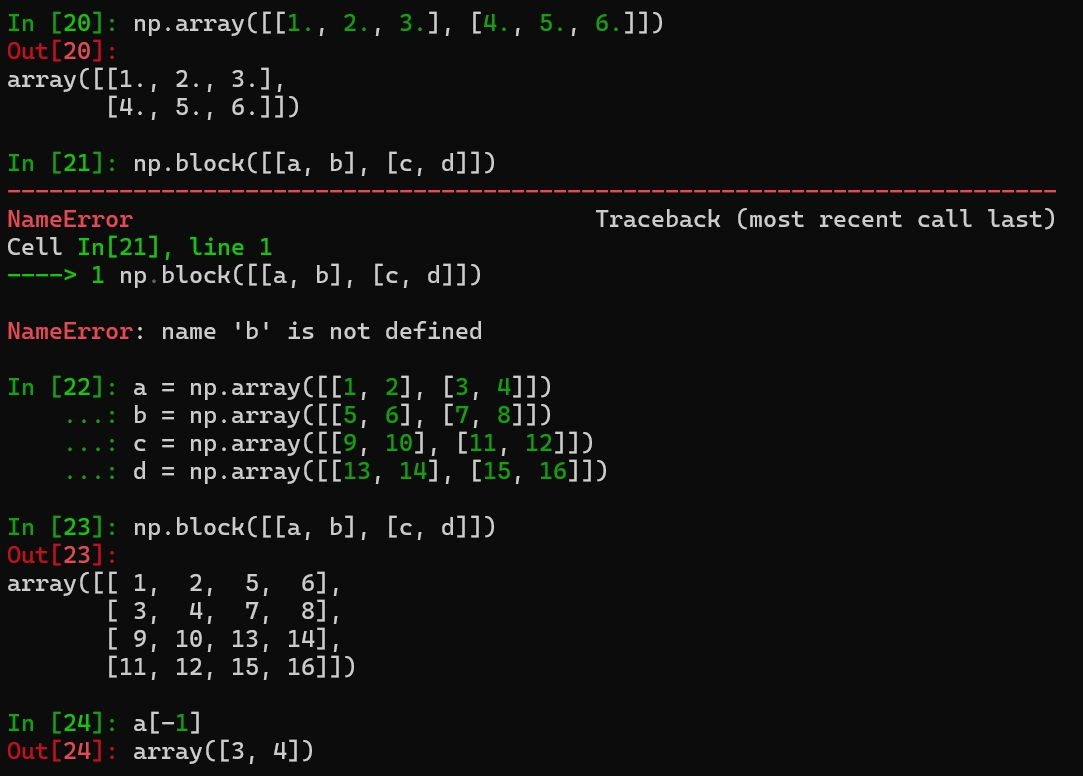 In [20]: np.array([[1., 2., 3.], [4., 5., 6.]])
Out[20]:
array([[1., 2., 3.],
       [4., 5., 6.]])
In [21]: np.block([[a, b], [c, d]])
---------------------------------------------------------------------------
NameError                                 Traceback (most recent call last)
Cell In[21], line 1
----> 1 np.block([[a, b], [c, d]])
NameError: name 'b' is not defined
In [22]: a = np.array([[1, 2], [3, 4]])
    ...: b = np.array([[5, 6], [7, 8]])
    ...: c = np.array([[9, 10], [11, 12]])
    ...: d = np.array([[13, 14], [15, 16]])
In [23]: np.block([[a, b], [c, d]])
Out[23]:
array([[ 1,  2,  5,  6],
       [ 3,  4,  7,  8],
       [ 9, 10, 13, 14],
       [11, 12, 15, 16]])
In [24]: a[-1]
Out[24]: array([3, 4])